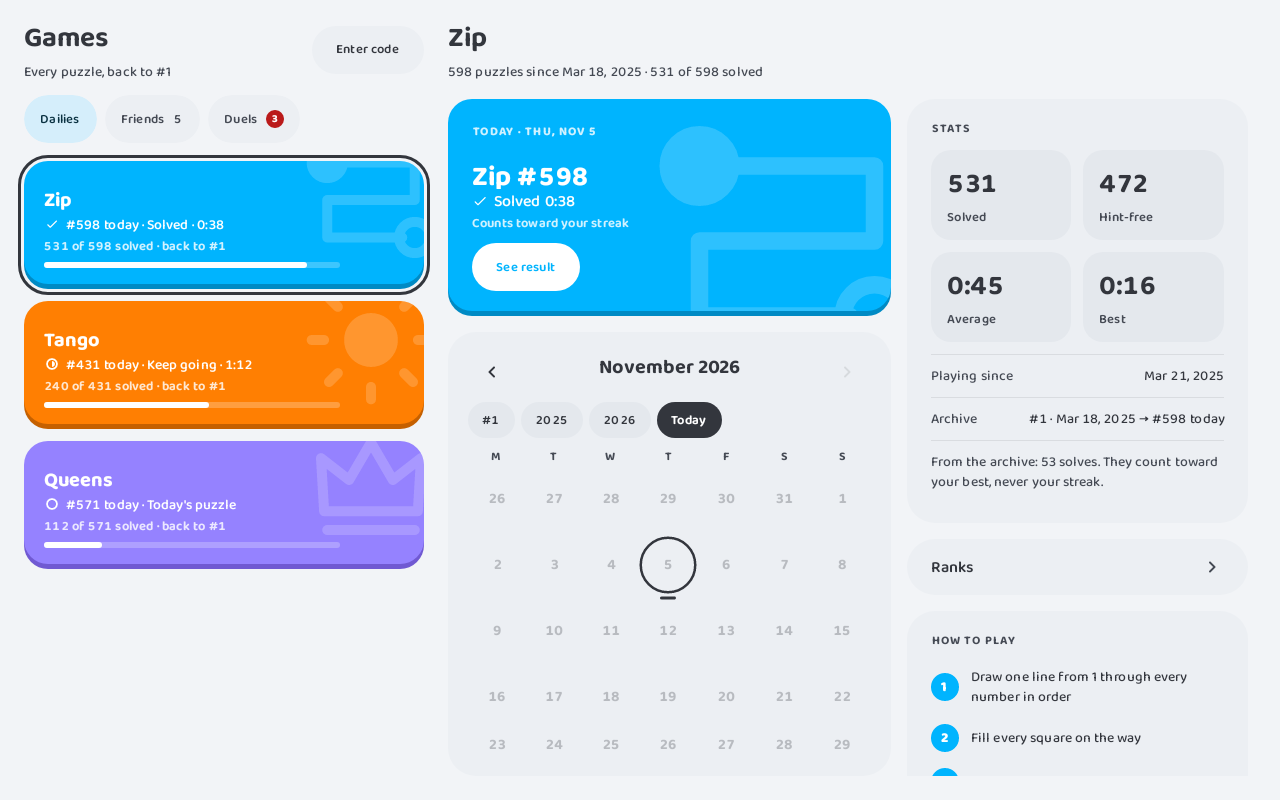 Games
Every puzzle, back to #1
Enter code
Dailies
Friends 5
Duels 3
Zip
#598 today · Solved · 0:38
531 of 598 solved · back to #1
Tango
#431 today · Keep going · 1:12
240 of 431 solved · back to #1
Queens
#571 today · Today's puzzle
112 of 571 solved · back to #1
Zip
598 puzzles since Mar 18, 2025 · 531 of 598 solved
TODAY · THU, NOV 5
Zip #598
Solved 0:38
Counts toward your streak
See result
November 2026
#1 2025 2026 Today
M T W T F S S
26 27 28 29 30 31 1
2 3 4 5 6 7 8
9 10 11 12 13 14 15
16 17 18 19 20 21 22
23 24 25 26 27 28 29
STATS
531
Solved
472
Hint-free
0:45
Average
0:16
Best
Playing since Mar 21, 2025
Archive #1 · Mar 18, 2025 → #598 today
From the archive: 53 solves. They count toward
your best, never your streak.
Ranks
HOW TO PLAY
1 Draw one line from 1 through every
number in order
2 Fill every square on the way